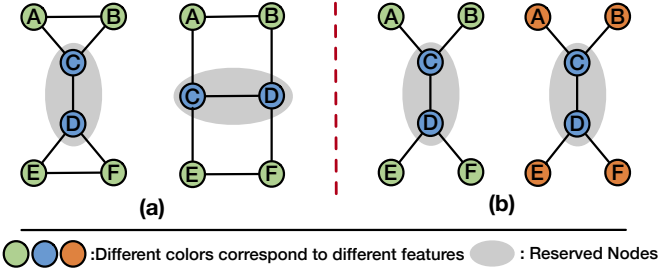 A B A B A B A B
C C D C C
D D
E F E F E F E F
(a) (b)
:Different colors correspond to different features : Reserved Nodes